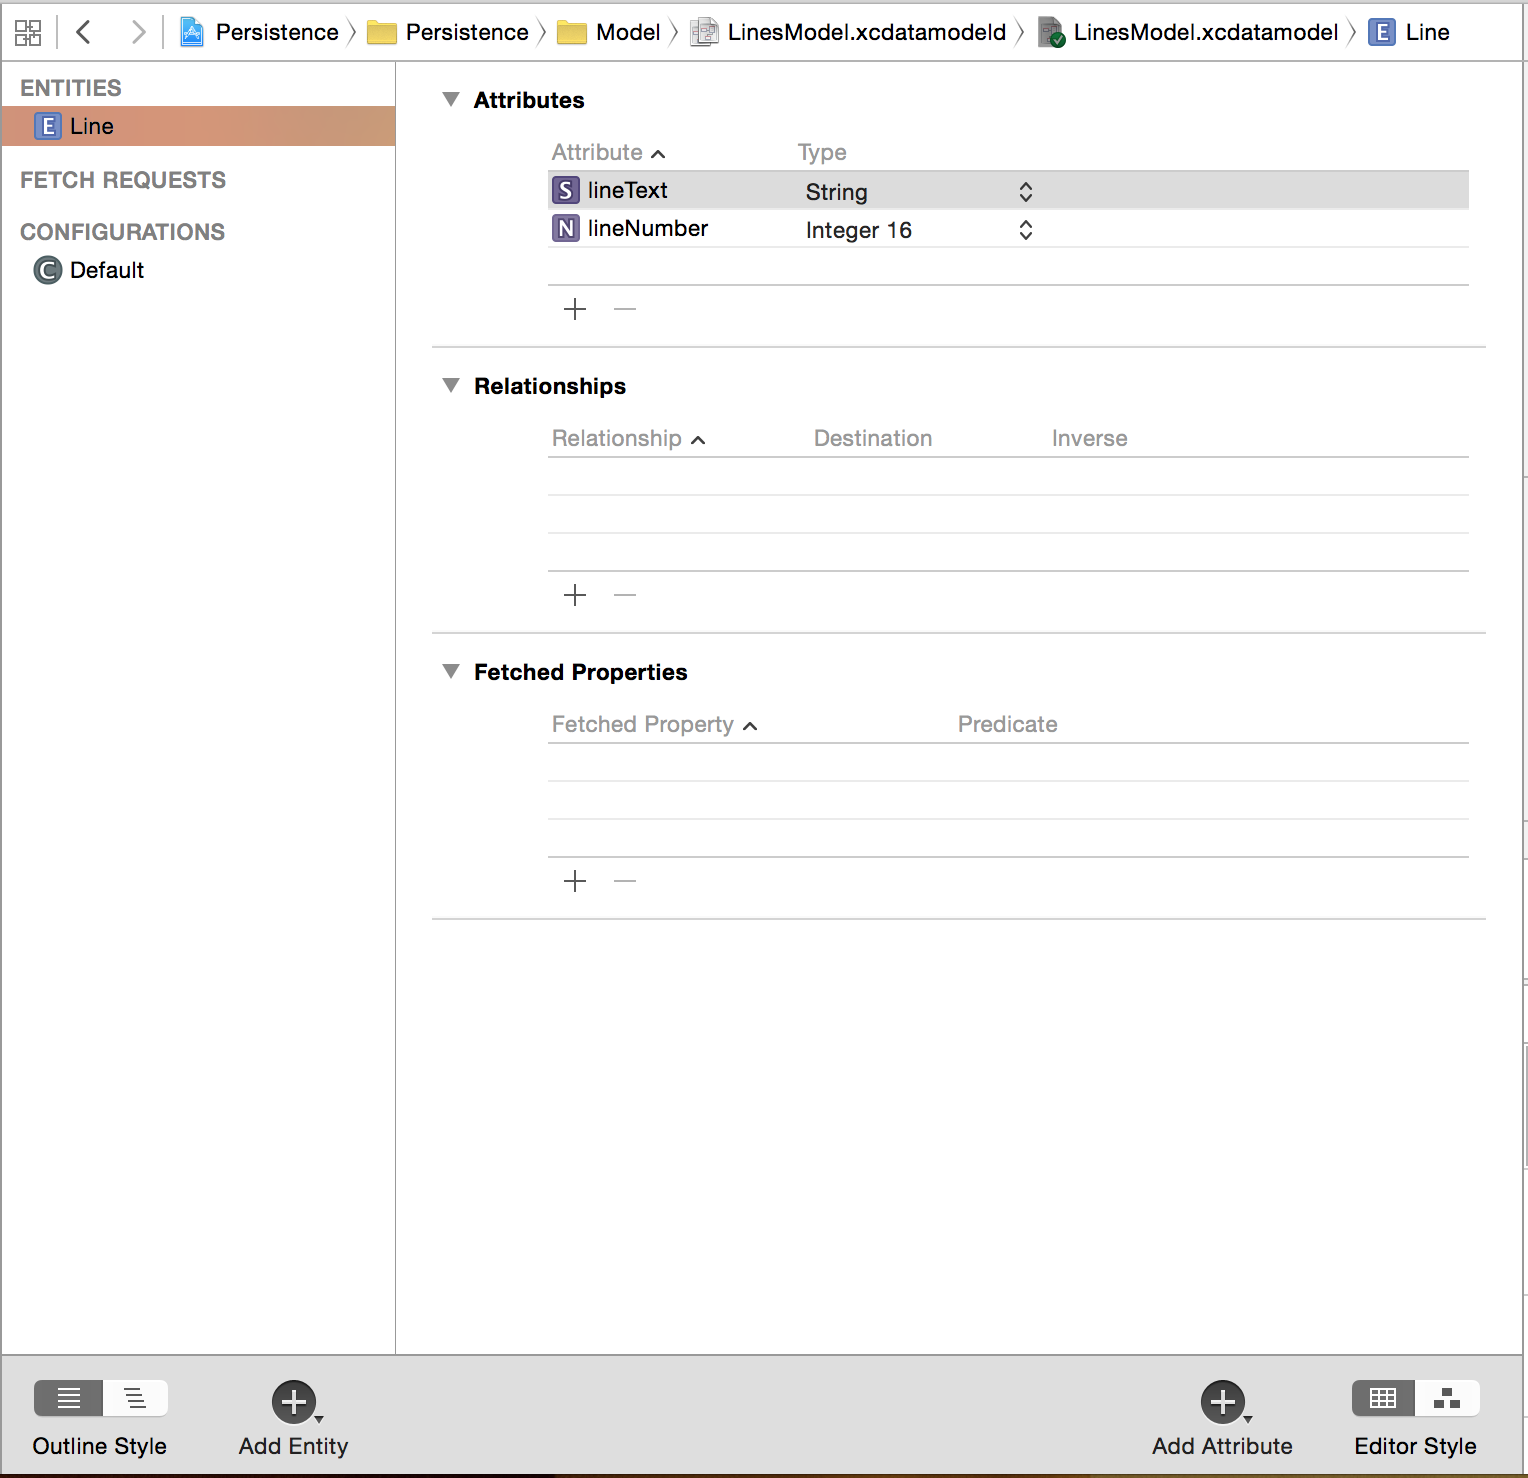 Persistence Persistence Model LinesModel.xcdatamodeld LinesModel.xcdatamodel E Line
ENTITIES
E Line
FETCH REQUESTS
CONFIGURATIONS
C Default
Attributes
Attribute Type
S lineText String
N lineNumber Integer 16
Relationships
Relationship Destination Inverse
Fetched Properties
Fetched Property Predicate
Outline Style Add Entity Add Attribute Editor Style